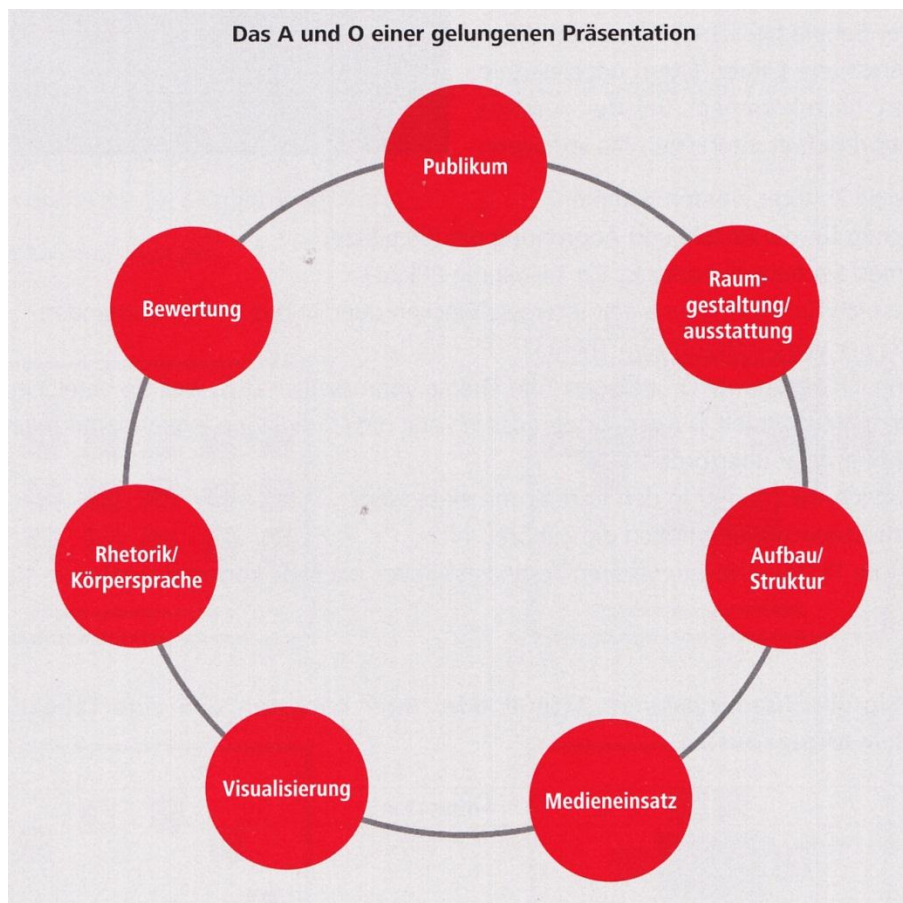 Das A und O einer gelungenen Präsentation
Publikum
Raum-
gestaltung/
ausstattung
Aufbau/
Struktur
Medieneinsatz
Visualisierung
Rhetorik/
Körpersprache
Bewertung